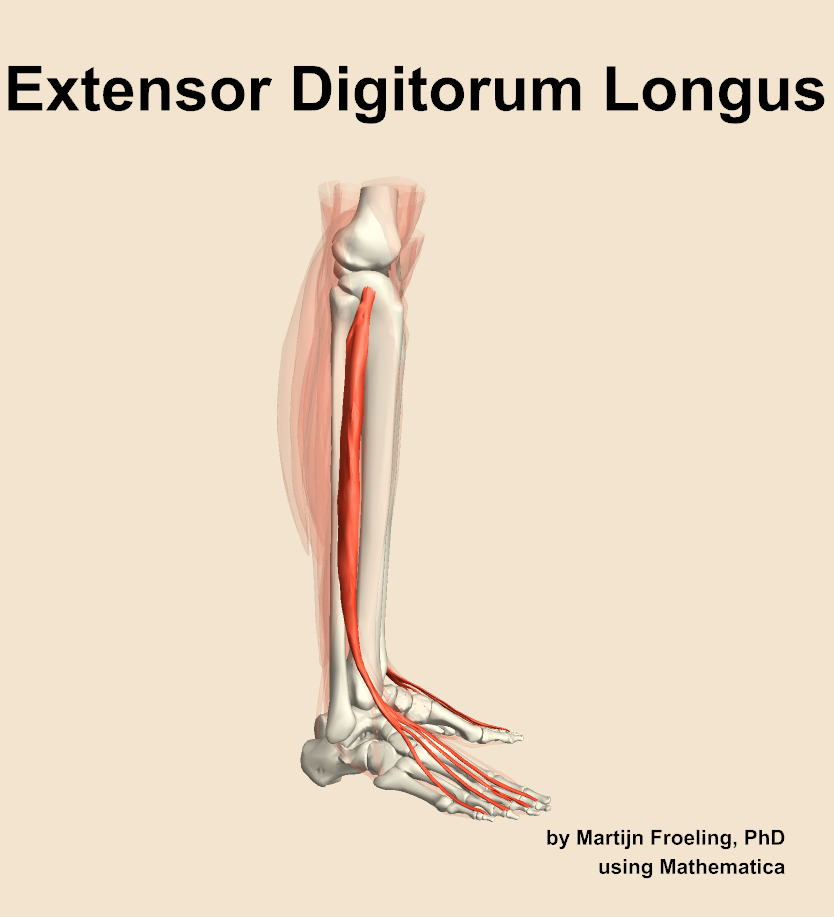 Extensor Digitorum Longus
by Martijn Froeling, PhD
using Mathematica